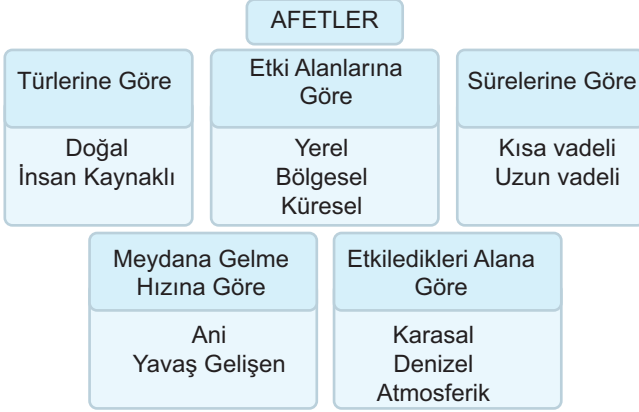 AFETLER
Türlerine Göre
Doğal
İnsan Kaynaklı
Etki Alanlarına
Göre
Yerel
Bölgesel
Küresel
Sürelerine Göre
Kısa vadeli
Uzun vadeli
Meydana Gelme
Hızına Göre
Ani
Yavaş Gelişen
Etkiledikleri Alana
Göre
Karasal
Denizel
Atmosferik